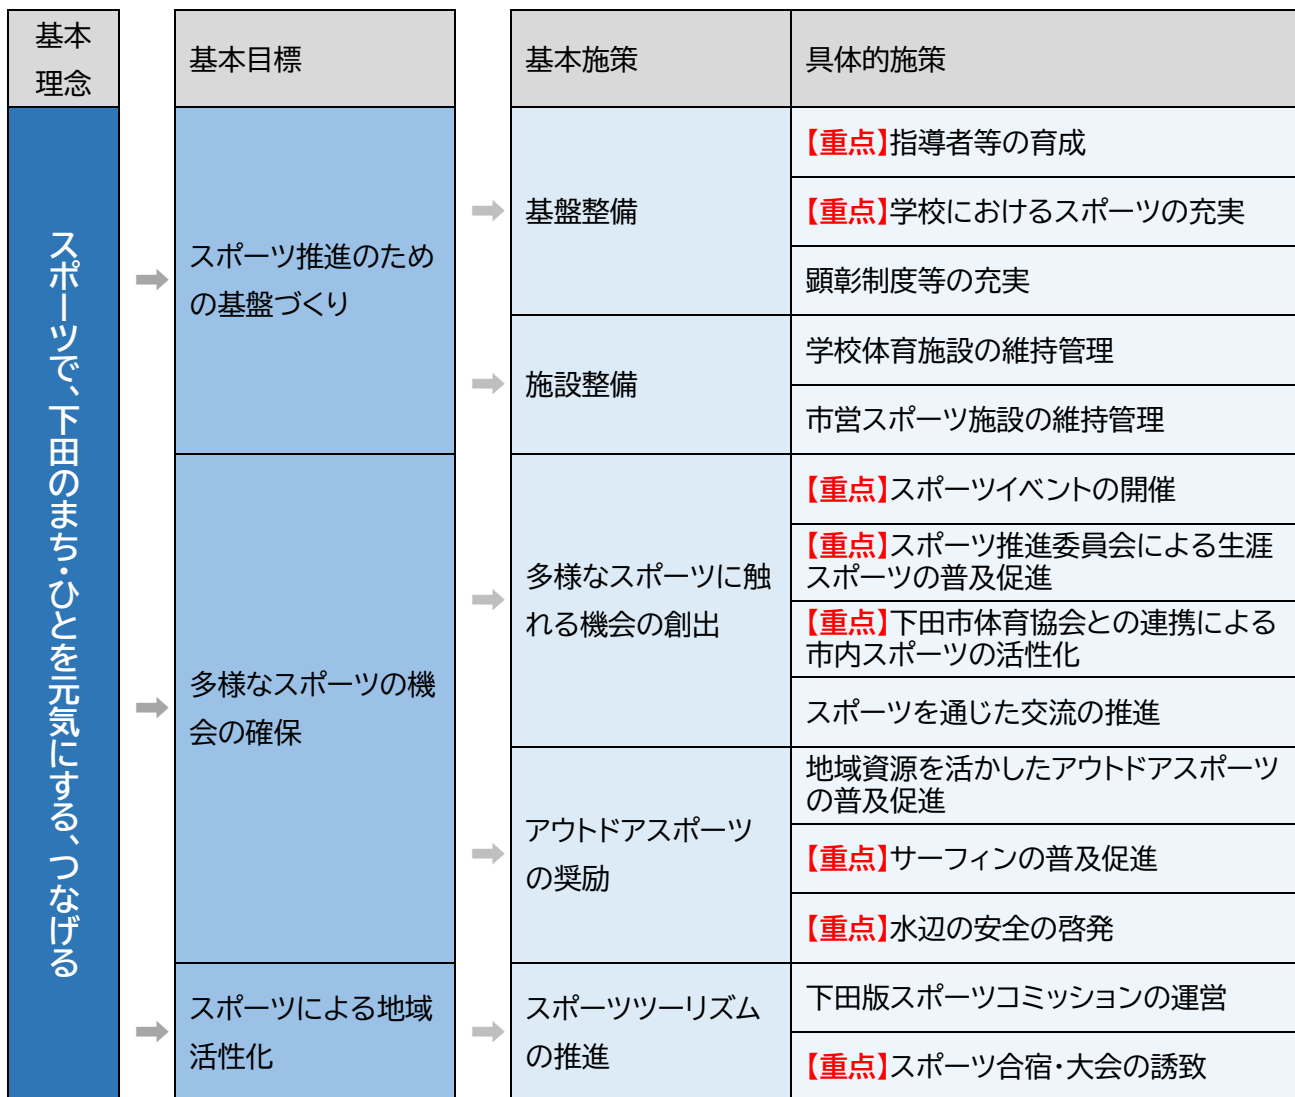 基本
理念
基本目標
基本施策
具体的施策
スポーツで、下田のまち・ひとを元気にする、つなげる
スポーツ推進のため
の基盤づくり
基盤整備
【重点】指導者等の育成
【重点】学校におけるスポーツの充実
顕彰制度等の充実
施設整備
学校体育施設の維持管理
市営スポーツ施設の維持管理
多様なスポーツの機
会の確保
多様なスポーツに触
れる機会の創出
【重点】スポーツイベントの開催
【重点】スポーツ推進委員会による生涯
スポーツの普及促進
【重点】下田市体育協会との連携による
市内スポーツの活性化
スポーツを通じた交流の推進
アウトドアスポーツ
の奨励
地域資源を活かしたアウトドアスポーツ
の普及促進
【重点】サーフィンの普及促進
【重点】水辺の安全の啓発
スポーツによる地域
活性化
スポーツツーリズム
の推進
下田版スポーツコミッションの運営
【重点】スポーツ合宿・大会の誘致